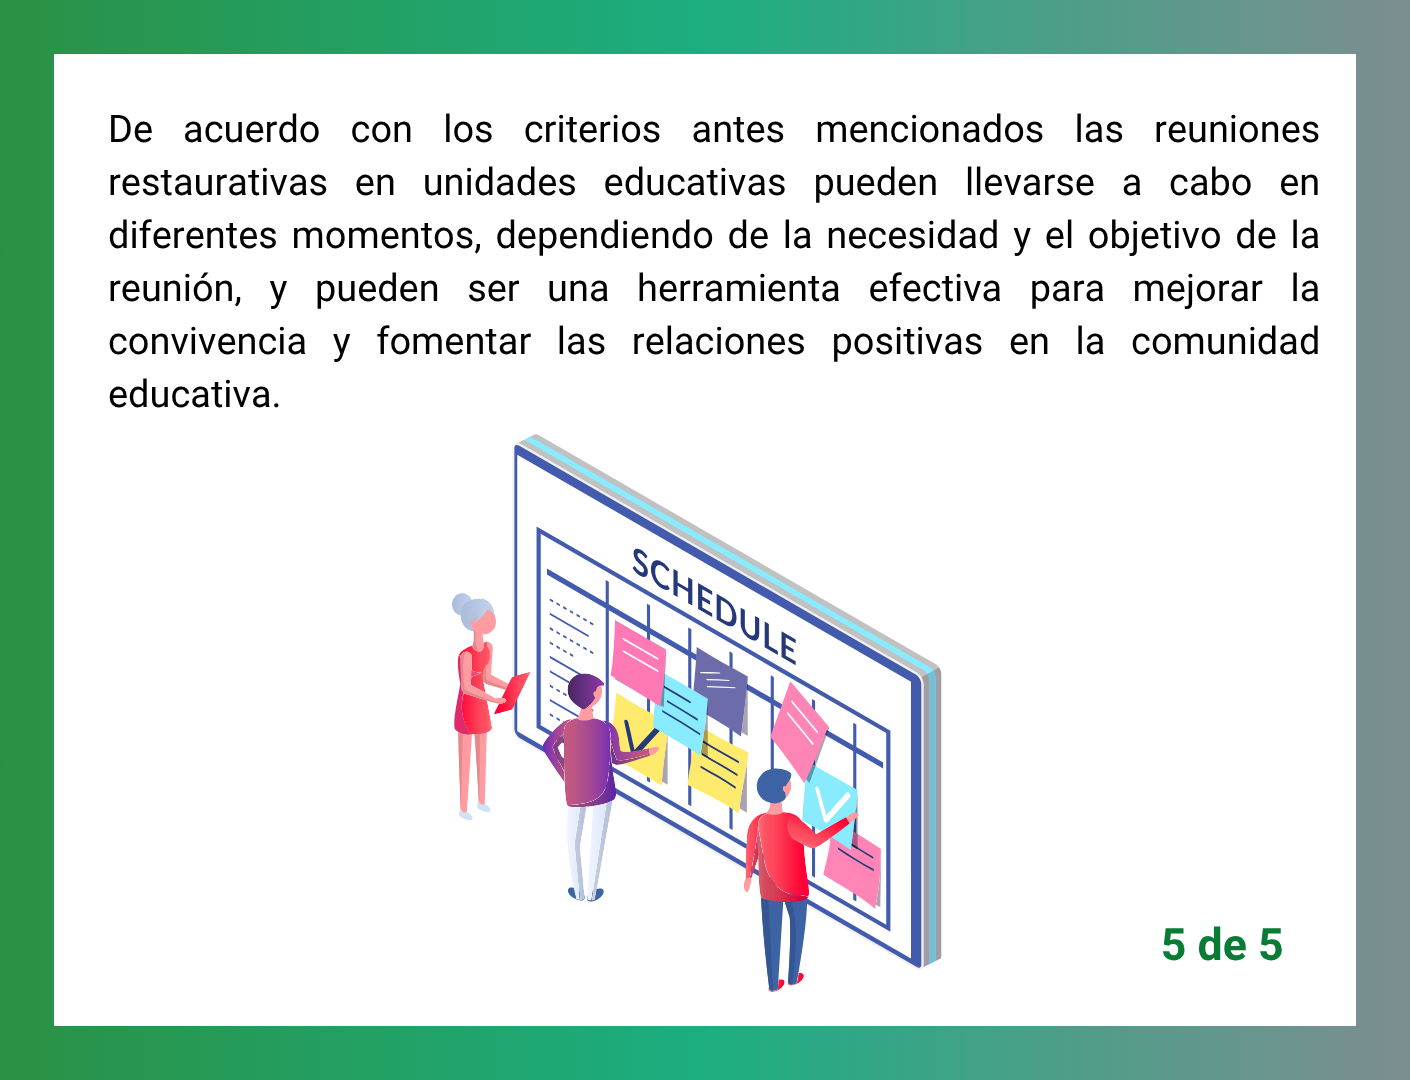 De acuerdo con los criterios antes mencionados las reuniones
restaurativas en unidades educativas pueden llevarse a cabo en
diferentes momentos, dependiendo de la necesidad y el objetivo de la
reunión, y pueden ser una herramienta efectiva para mejorar la
convivencia y fomentar las relaciones positivas en la comunidad
educativa.
SCHEDULE
5 de 5